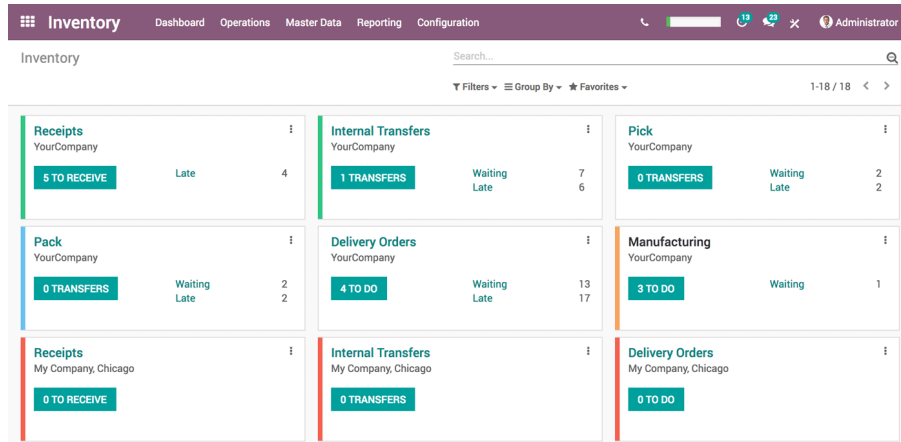 Inventory Dashboard Operations Master Data Reporting Configuration 13 23 Administrator
Inventory
Search...
Filters Group By Favorites 1-18 / 18
Receipts
YourCompany
5 TO RECEIVE
Late 4
Internal Transfers
YourCompany
1 TRANSFERS
Waiting 7
Late 6
Pick
YourCompany
0 TRANSFERS
Waiting 2
Late 2
Pack
YourCompany
0 TRANSFERS
Waiting 2
Late 2
Delivery Orders
YourCompany
4 TO DO
Waiting 13
Late 17
Manufacturing
YourCompany
3 TO DO
Waiting 1
Receipts
My Company, Chicago
0 TO RECEIVE
Internal Transfers
My Company, Chicago
0 TRANSFERS
Delivery Orders
My Company, Chicago
0 TO DO